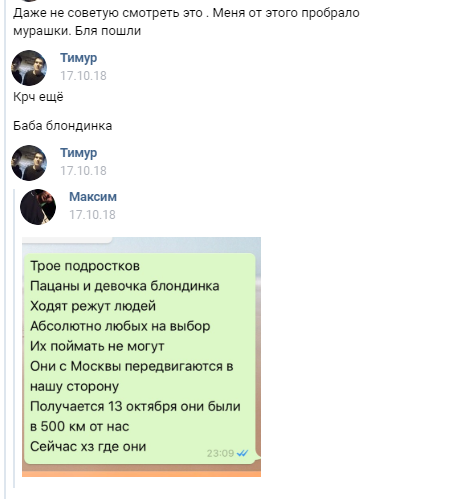 Даже не советую смотреть это . Меня от этого пробрало
мурашки. Бля пошли
Тимур
17.10.18
Крч ещё
Баба блондинка
Тимур
17.10.18
Максим
17.10.18
Трое подростков
Пацаны и девочка блондинка
Ходят режут людей
Абсолютно любых на выбор
Их поймать не могут
Они с Москвы передвигаются в
нашу сторону
Получается 13 октября они были
в 500 км от нас
Сейчас хз где они
23:09